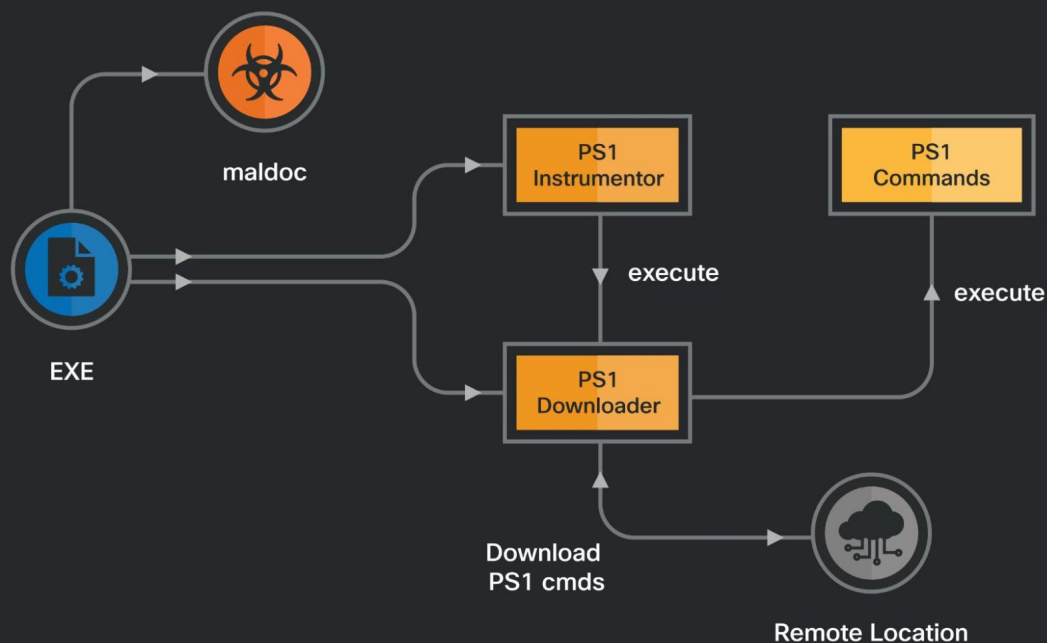 maldoc
PS1
Instrumentor
PS1
Commands
execute
execute
EXE
PS1
Downloader
Download
PS1 cmds
Remote Location